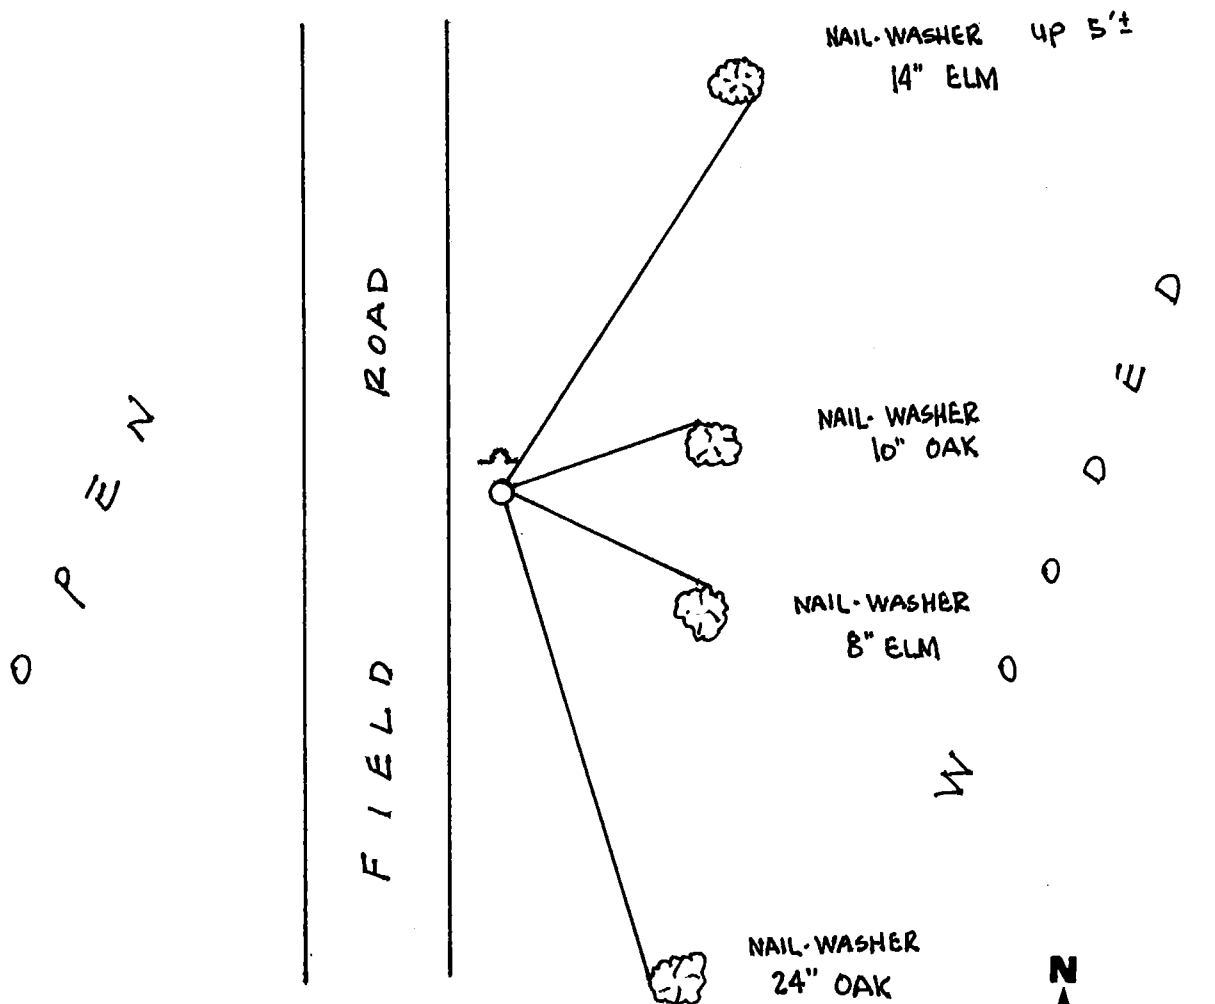 NAIL-WASHER UP 5'±
14" ELM
FIELD ROAD
OPEN
NAIL-WASHER
10" OAK
WOODED
NAIL-WASHER
8" ELM
NAIL-WASHER
24" OAK
N